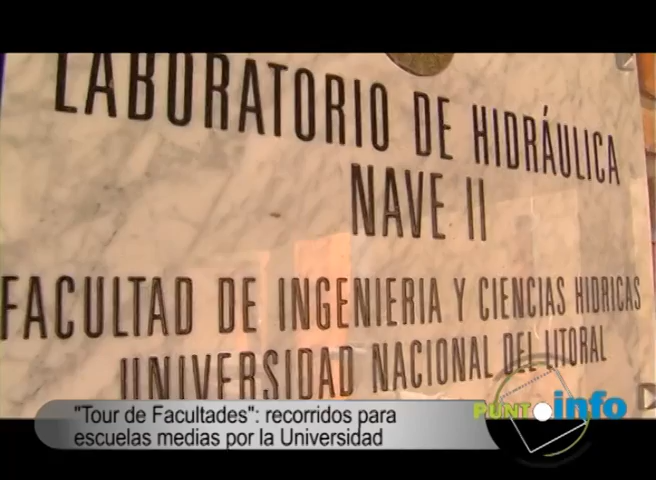 LABORATORIO DE HIDRÁULICA
NAVE II
FACULTAD DE INGENIERIA Y CIENCIAS HIDRICAS
UNIVERSIDAD NACIONAL DEL LITORAL
"Tour de Facultades": recorridos para
escuelas medias por la Universidad
PUNTO info